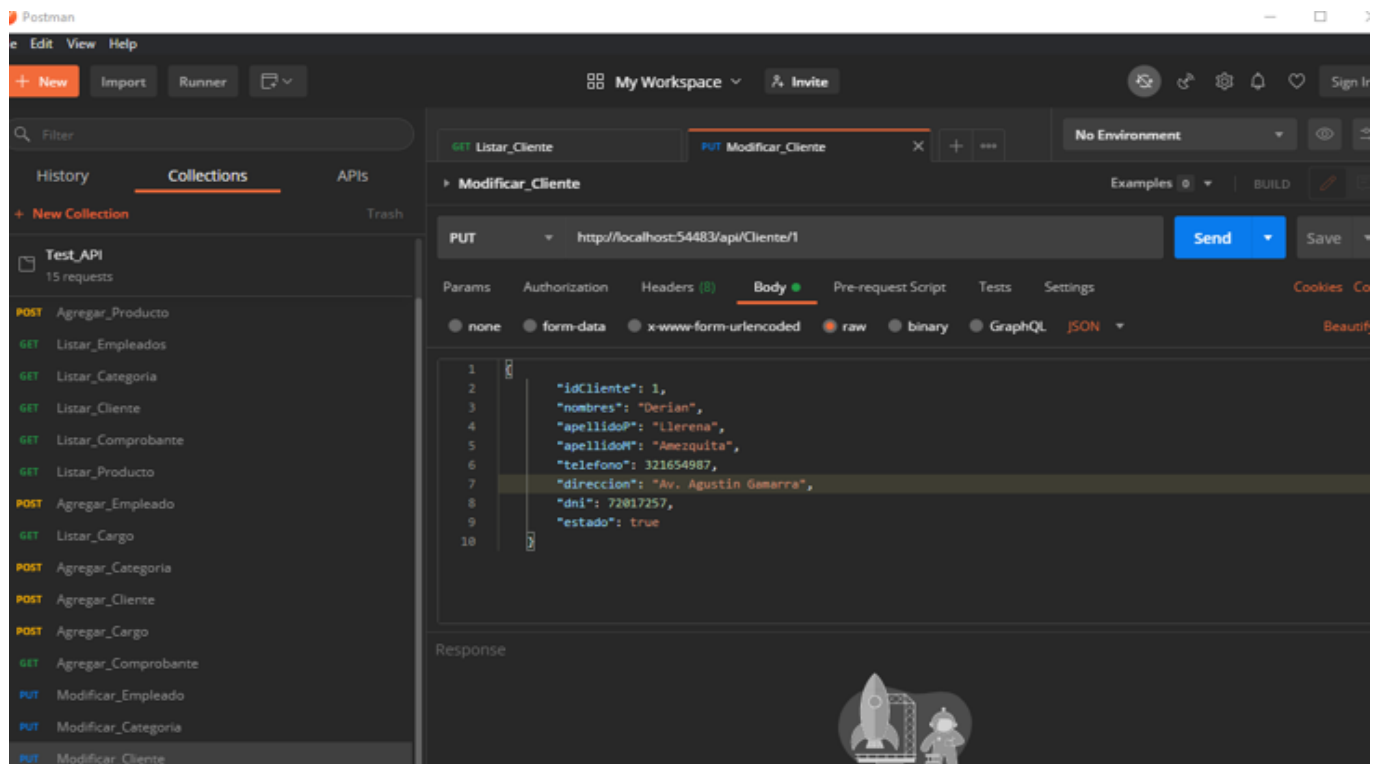 Postman
e Edit View Help
+ New Import Runner My Workspace Invite Sign In
Filter
History Collections APIs
+ New Collection Trash
Test_API
15 requests
POST Agregar_Producto
GET Listar_Empleados
GET Listar_Categoria
GET Listar_Cliente
GET Listar_Comprobante
GET Listar_Producto
POST Agregar_Empleado
GET Listar_Cargo
POST Agregar_Categoria
POST Agregar_Cliente
POST Agregar_Cargo
GET Agregar_Comprobante
PUT Modificar_Empleado
PUT Modificar_Categoria
PUT Modificar_Cliente
GET Listar_Cliente PUT Modificar_Cliente No Environment
Modificar_Cliente Examples 0 BUILD
PUT http://localhost:54483/api/Cliente/1 Send Save
Params Authorization Headers (8) Body Pre-request Script Tests Settings Cookies Co
none form-data x-www-form-urlencoded raw binary GraphQL JSON Beautify
1 {
2 "idCliente": 1,
3 "nombres": "Derian",
4 "apellidoP": "Llerena",
5 "apellidoM": "Amezquita",
6 "telefono": 321654987,
7 "direccion": "Av. Agustin Gamarra",
8 "dni": 72017257,
9 "estado": true
10 }
Response